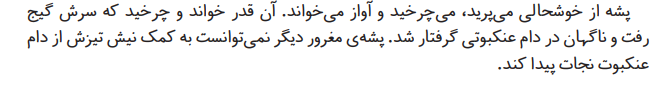 پشه از خوشحالی می‌پرید، می‌چرخید و آواز می‌خواند. آن قدر خواند و چرخید که سرش گیج
رفت و ناگهان در دام عنکبوتی گرفتار شد. پشه‌ی مغرور دیگر نمی‌توانست به کمک نیش تیزش از دام
عنکبوت نجات پیدا کند.